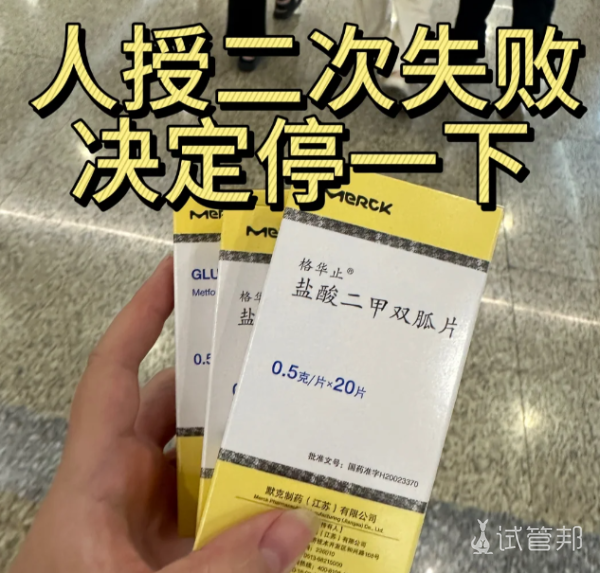 人授二次失败
决定停一下
MERCK
MERCK
MERCK
GLU
Metfo
0.5
格华
盐
格华止®
盐酸二甲双胍片
0.5克/片×20片
批准文号：国药准字H20023370
默克制药（江苏）有限公司
试管邦